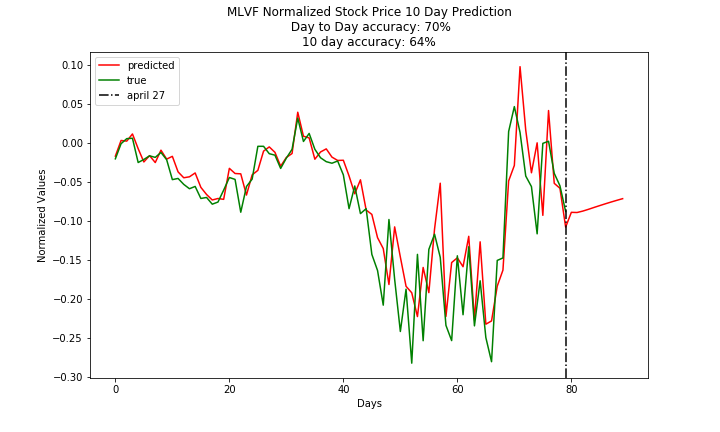 MLVF Normalized Stock Price 10 Day Prediction
Day to Day accuracy: 70%
10 day accuracy: 64%
predicted
true
april 27
Normalized Values
0.10
0.05
0.00
−0.05
−0.10
−0.15
−0.20
−0.25
−0.30
0
20
40
60
80
Days